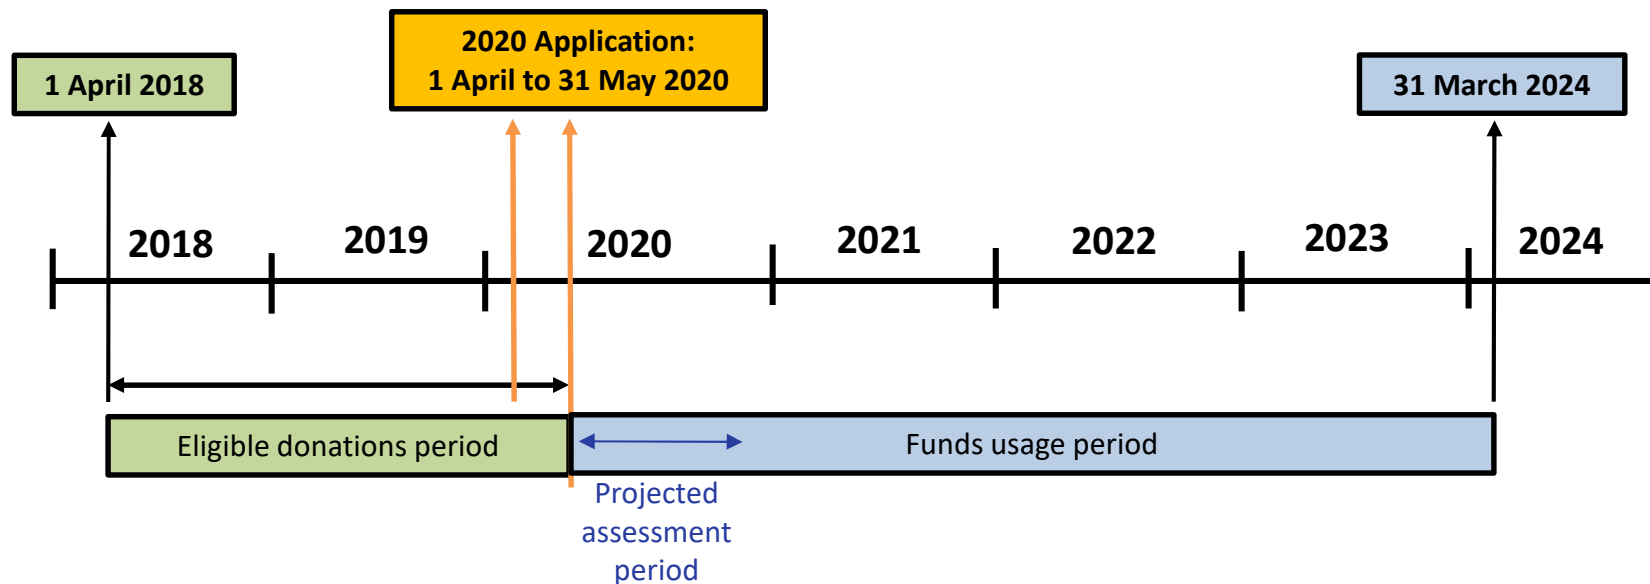 1 April 2018
2020 Application:
1 April to 31 May 2020
31 March 2024
2018
2019
2020
2021
2022
2023
2024
Eligible donations period
Funds usage period
Projected
assessment
period